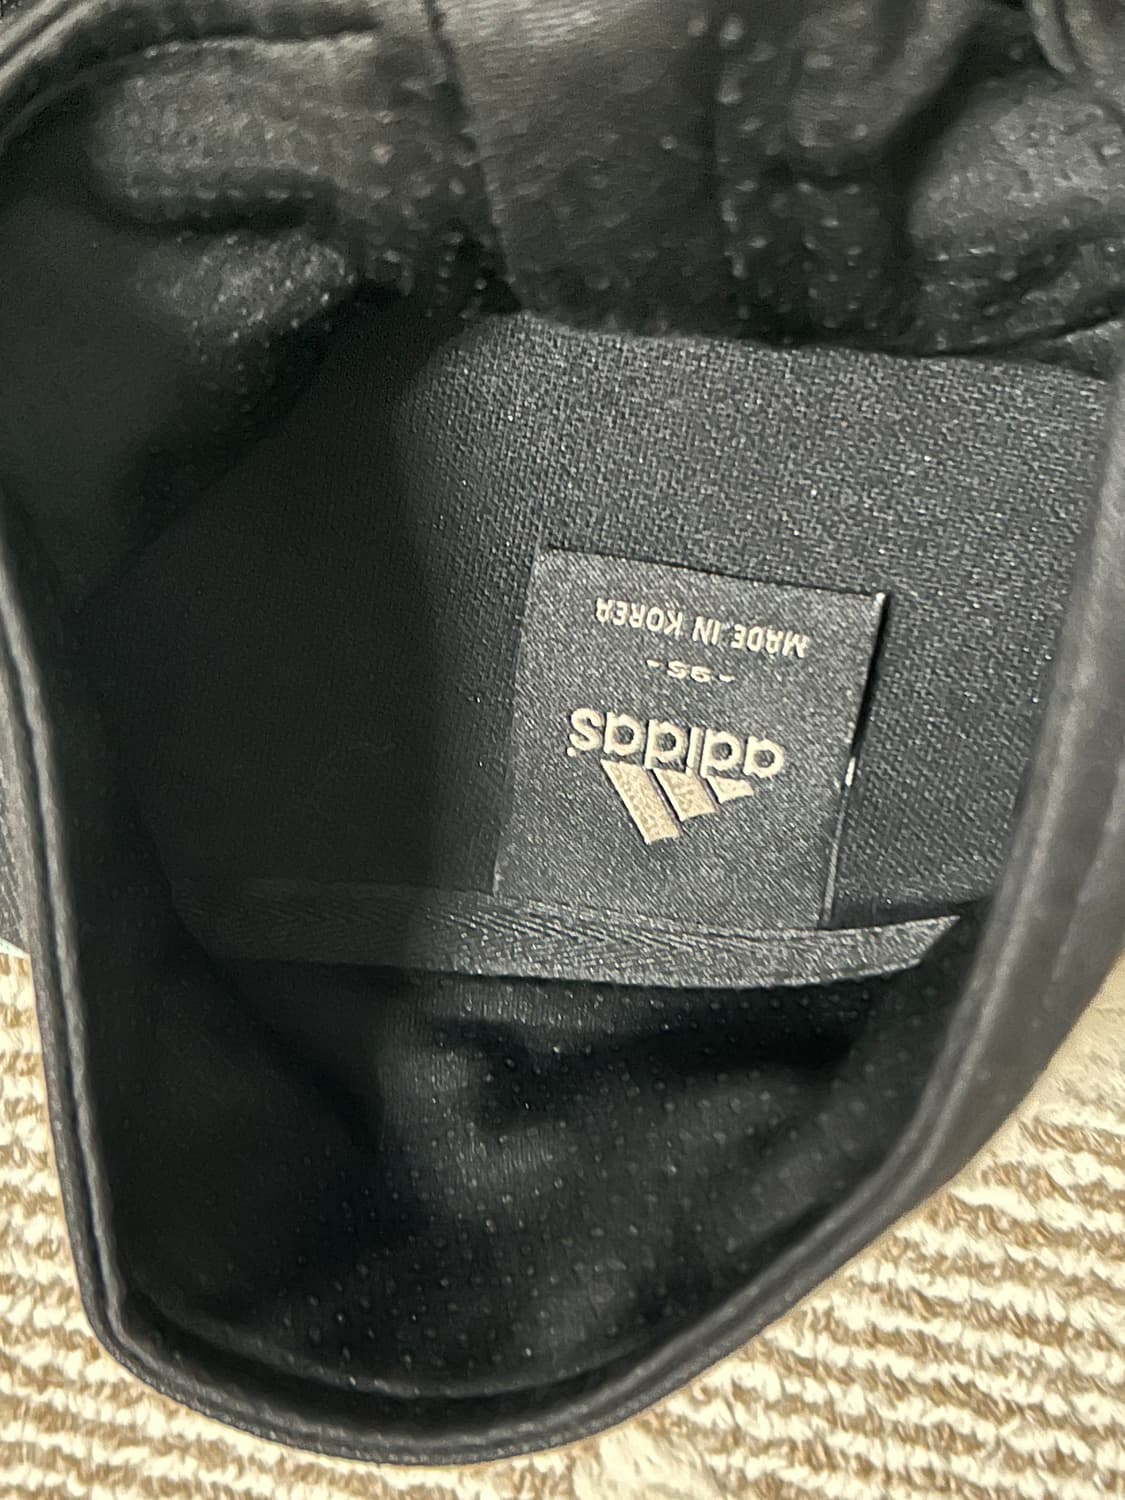 adidas
-95-
MADE IN KOREA